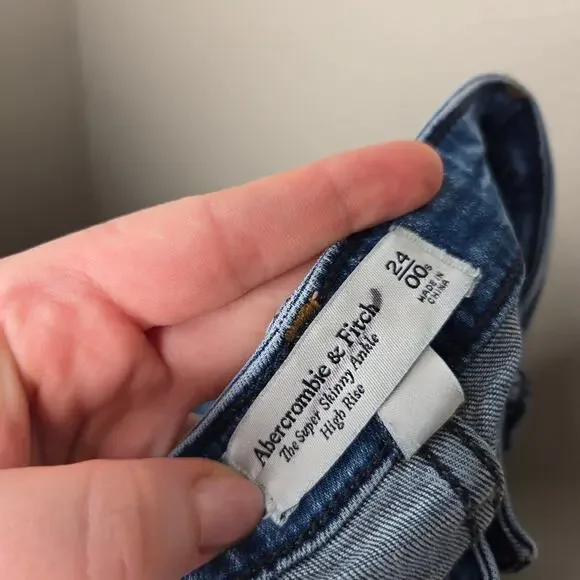 Abercrombie & Fitch
The Super Skinny Ankle
High Rise
24/00s
MADE IN
CHINA